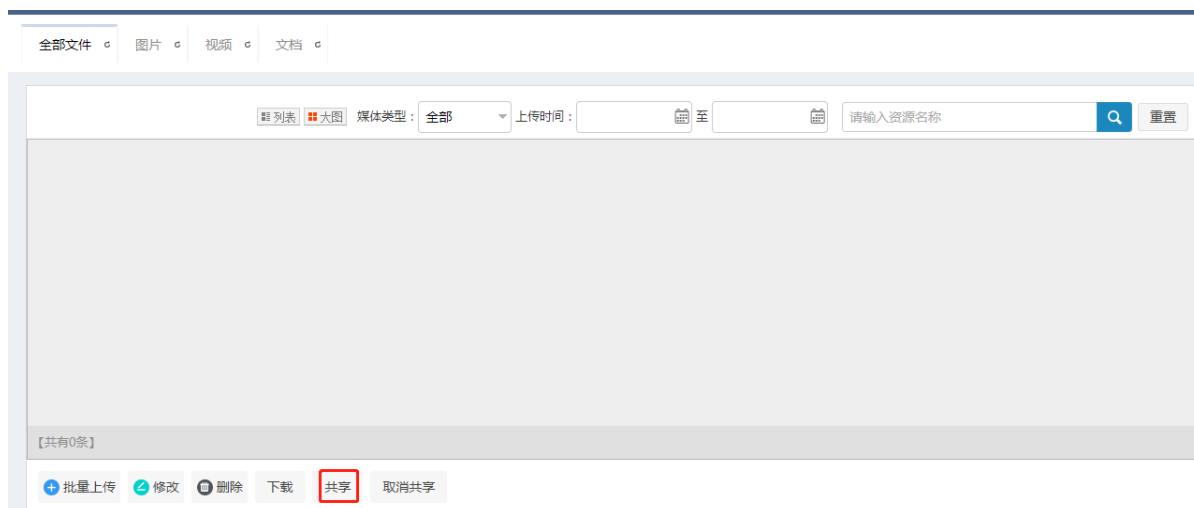 全部文件 图片 视频 文档
列表 大图 媒体类型： 全部 上传时间： 至 请输入资源名称 重置
【共有0条】
批量上传 修改 删除 下载 共享 取消共享